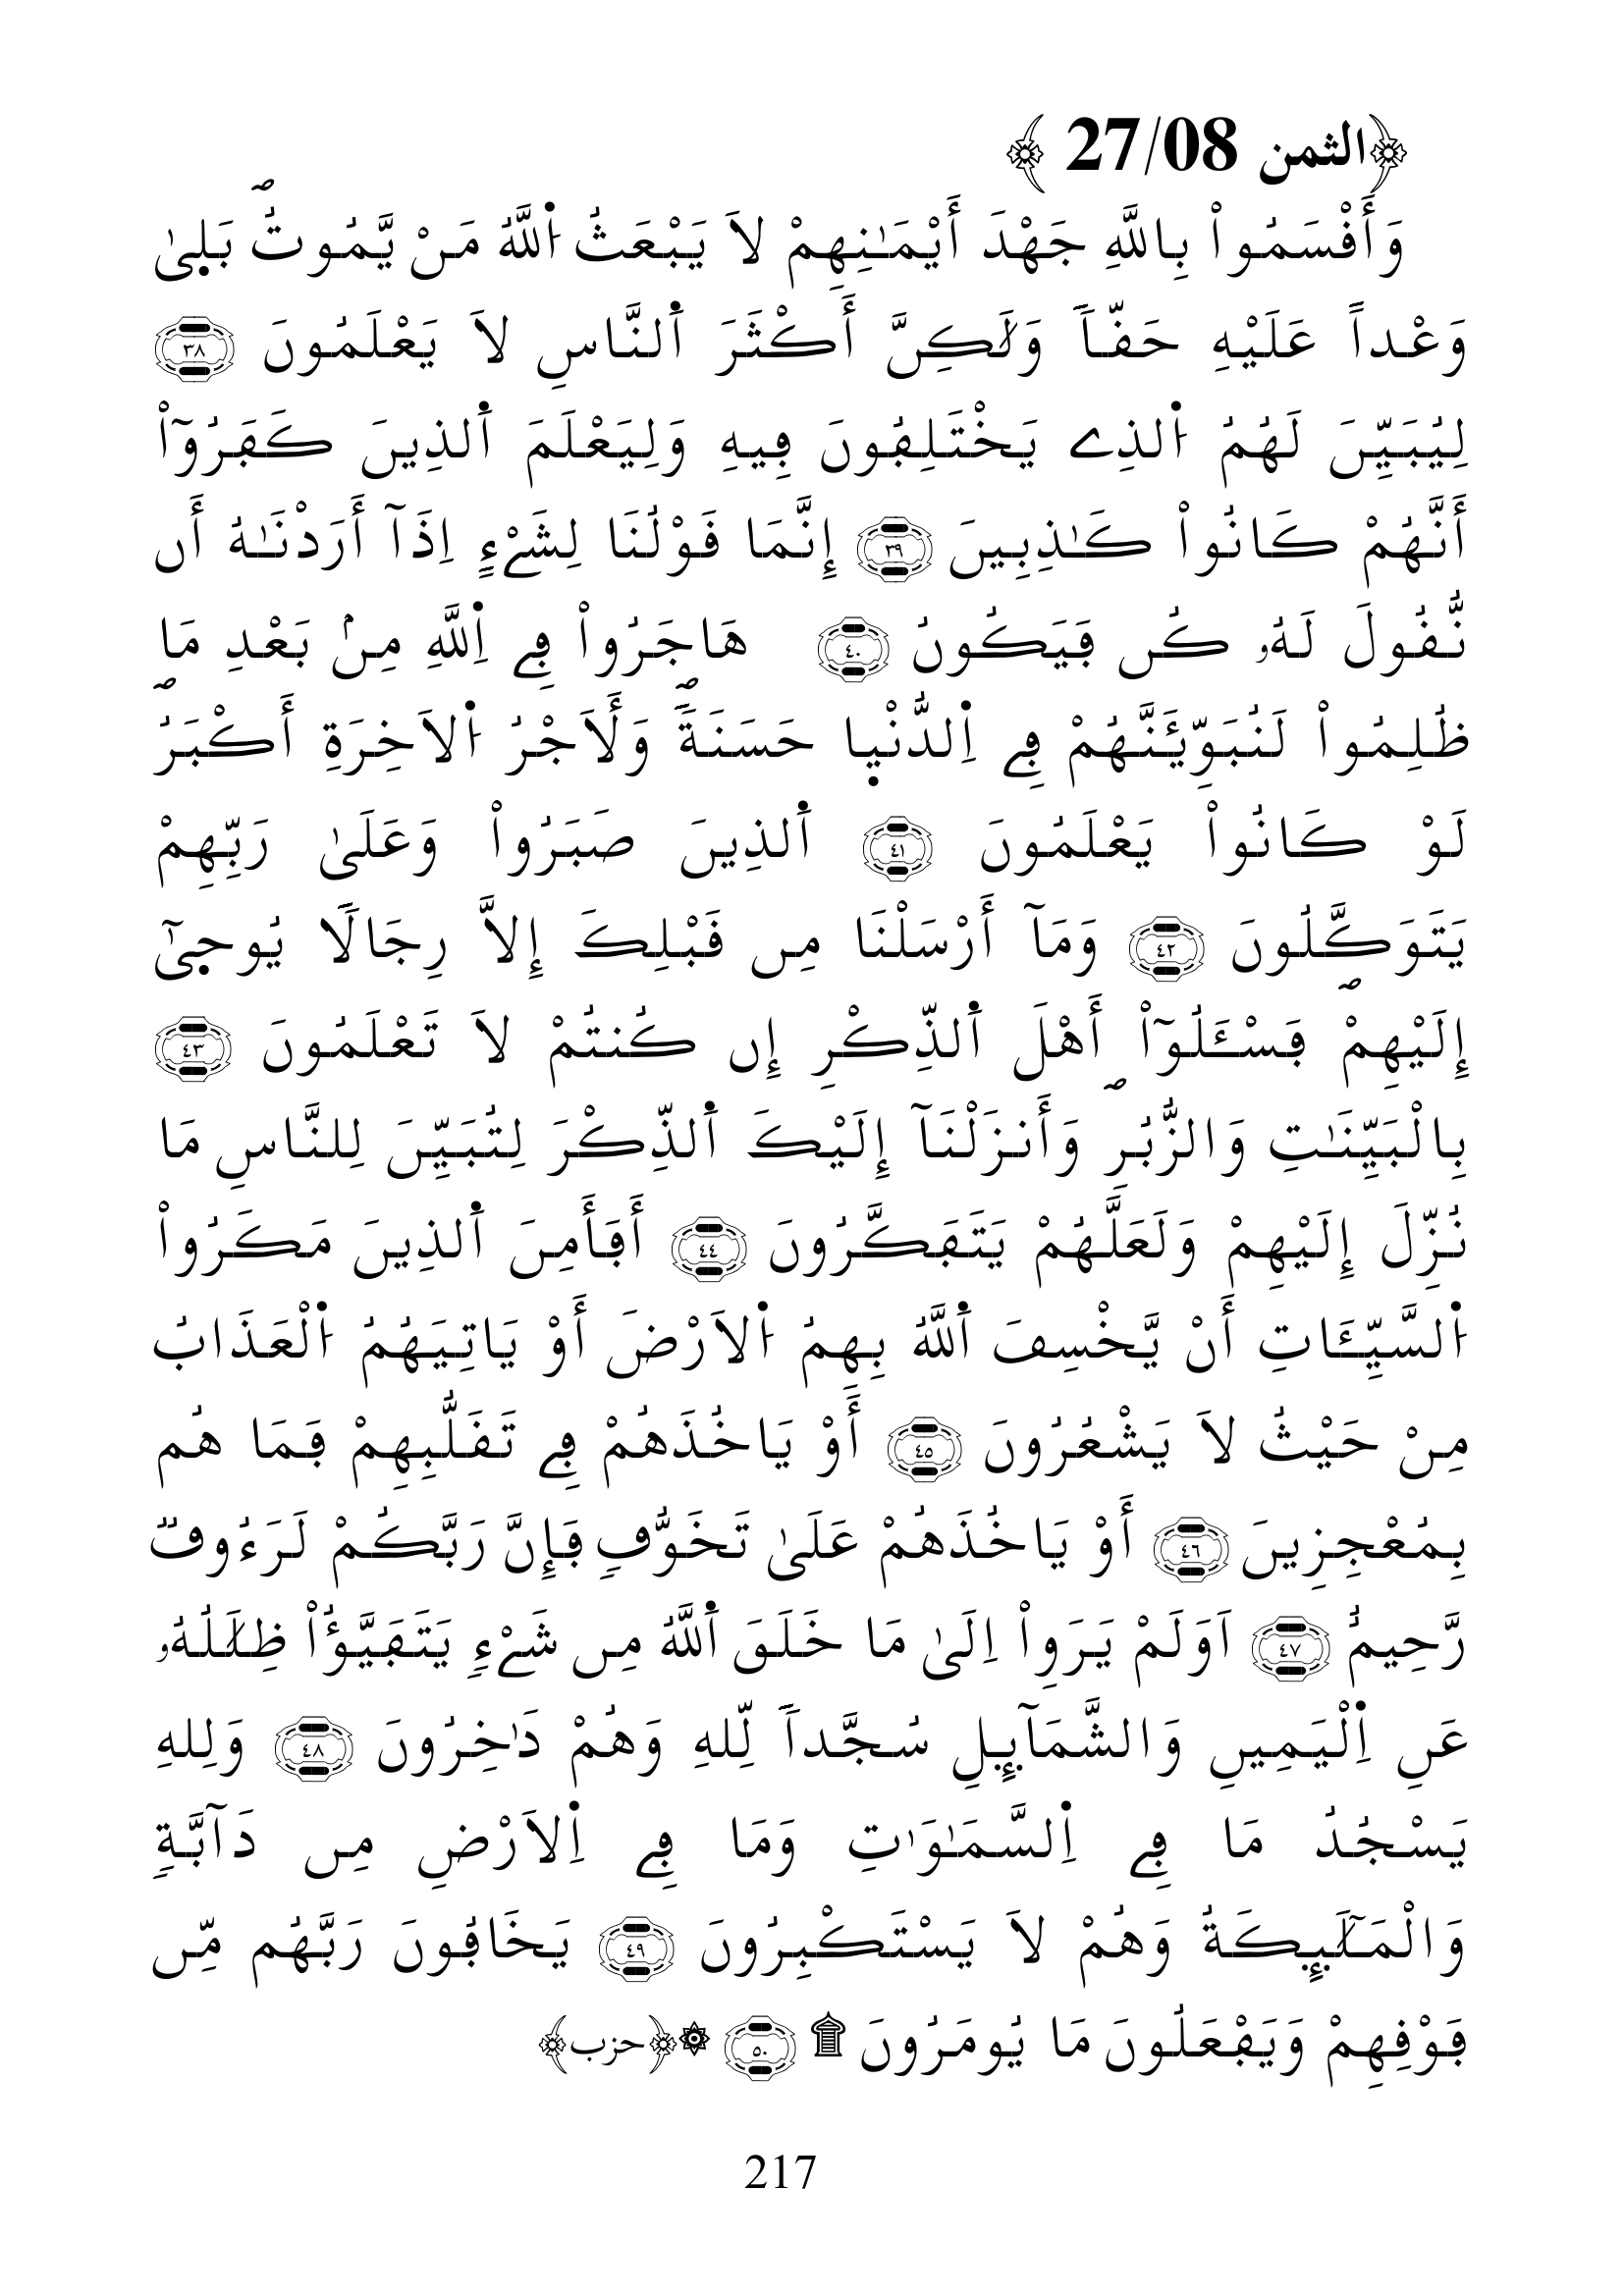 ﴿الثمن 27/08 ﴾
وَأَقْسَمُواْ بِاللَّهِ جَهْدَ أَيْمَٰنِهِمْ لاَ يَبْعَثُ اُ۬للَّهُ مَنْ يَّمُوتُۖ بَل۪ىٰ
وَعْداً عَلَيْهِ حَقّاٗ وَلَٰكِنَّ أَكْثَرَ اَ۬لنَّاسِ لاَ يَعْلَمُونَ ٣٨
لِيُبَيِّنَ لَهُمُ اُ۬لذِے يَخْتَلِفُونَ فِيهِ وَلِيَعْلَمَ اَ۬لذِينَ كَفَرُوٓاْ
أَنَّهُمْ كَانُواْ كَٰذِبِينَ ٣٩ إِنَّمَا قَوْلُنَا لِشَےْءٍ اِذَآ أَرَدْنَٰهُ أَن
نَّقُولَ لَهُۥ كُن فَيَكُونُ ٤٠ هَاجَرُواْ فِے اِ۬للَّهِ مِنۢ بَعْدِ مَا
ظُلِمُواْ لَنُبَوِّئَنَّهُمْ فِے اِ۬لدُّنْي۪ا حَسَنَةٗۖ وَلَأَجْرُ اُ۬لاَخِرَةِ أَكْبَرُۖ
لَوْ كَانُواْ يَعْلَمُونَ ٤١ اَ۬لذِينَ صَبَرُواْ وَعَلَىٰ رَبِّهِمْ
يَتَوَكَّلُونَ ٤٢ وَمَآ أَرْسَلْنَا مِن قَبْلِكَ إِلاَّ رِجَالاٗ يُوح۪ىٰٓ
إِلَيْهِمْۖ فَسْـَٔلُوٓاْ أَهْلَ اَ۬لذِّكْرِ إِن كُنتُمْ لاَ تَعْلَمُونَ ٤٣
بِالْبَيِّنَٰتِ وَالزُّبُرِۖ وَأَنزَلْنَآ إِلَيْكَ اَ۬لذِّكْرَ لِتُبَيِّنَ لِلنَّاسِ مَا
نُزِّلَ إِلَيْهِمْ وَلَعَلَّهُمْ يَتَفَكَّرُونَ ٤٤ أَفَأَمِنَ اَ۬لذِينَ مَكَرُواْ
اُ۬لسَّيِّـَٔاتِ أَنْ يَّخْسِفَ اَ۬للَّهُ بِهِمُ اُ۬لاَرْضَ أَوْ يَاتِيَهُمُ اُ۬لْعَذَابُ
مِنْ حَيْثُ لاَ يَشْعُرُونَ ٤٥ أَوْ يَاخُذَهُمْ فِے تَقَلُّبِهِمْ فَمَا هُم
بِمُعْجِزِينَ ٤٦ أَوْ يَاخُذَهُمْ عَلَىٰ تَخَوُّفٖ فَإِنَّ رَبَّكُمْ لَرَءُوفٞ
رَّحِيمٌ ٤٧ اَوَلَمْ يَرَوِاْ اِلَىٰ مَا خَلَقَ اَ۬للَّهُ مِن شَےْءٖ يَتَفَيَّؤُاْ ظِلَٰلُهُۥ
عَنِ اِ۬لْيَمِينِ وَالشَّمَآئِلِ سُجَّداٗ لِّلهِ وَهُمْ دَٰخِرُونَ ٤٨ وَلِلهِ
يَسْجُدُ مَا فِے اِ۬لسَّمَٰوَٰتِ وَمَا فِے اِ۬لاَرْضِ مِن دَآبَّةٖ
وَالْمَلَٰٓئِكَةُ وَهُمْ لاَ يَسْتَكْبِرُونَ ٤٩ يَخَافُونَ رَبَّهُم مِّن
فَوْقِهِمْ وَيَفْعَلُونَ مَا يُومَرُونَ ۩ ٥٠ ۞﴿حزب﴾
217